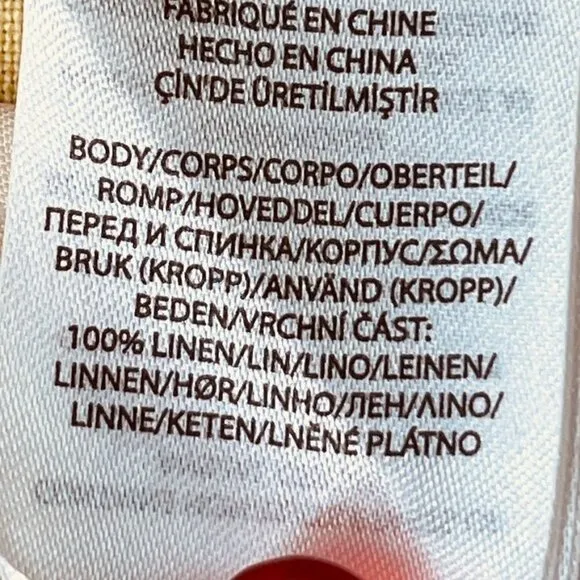 FABRIQUÉ EN CHINE
HECHO EN CHINA
ÇİN'DE ÜRETİLMİŞTİR
BODY/CORPS/CORPO/OBERTEIL/
ROMP/HOVEDDEL/CUERPO/
ПЕРЕД И СПИНКА/КОРПУС/ΣΩΜΑ/
BRUK (KROPP)/ANVÄND (KROPP)/
BEDEN/VRCHNÍ ČÁST:
100% LINEN/LIN/LINO/LEINEN/
LINNEN/HØR/LINHO/ЛЕН/ΛΙΝΟ/
LINNE/KETEN/LNĚNÉ PLÁTNO